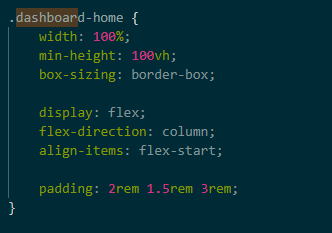 .dashboard-home {
width: 100%;
min-height: 100vh;
box-sizing: border-box;
display: flex;
flex-direction: column;
align-items: flex-start;
padding: 2rem 1.5rem 3rem;
}